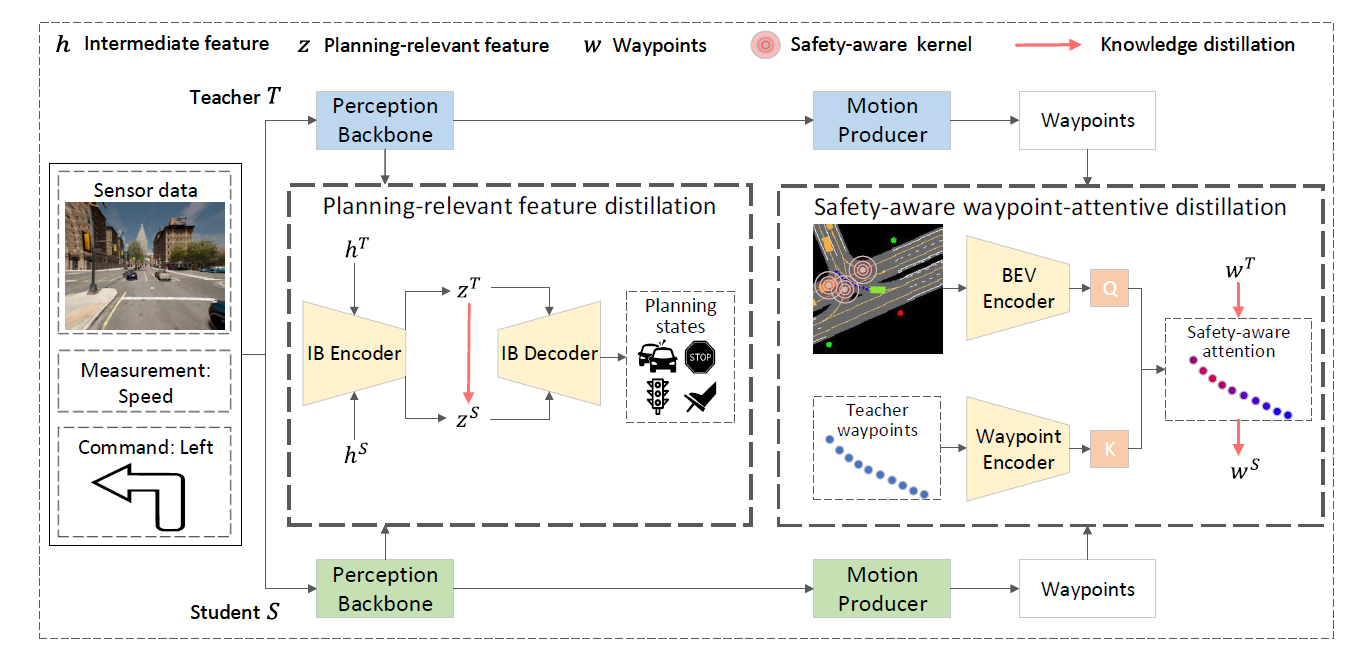 h Intermediate feature
z Planning-relevant feature
w Waypoints
Safety-aware kernel
Knowledge distillation
Teacher T
Perception
Backbone
Motion
Producer
Waypoints
Sensor data
Measurement:
Speed
Command: Left
Planning-relevant feature distillation
h^T
IB Encoder
h^S
z^T
z^S
IB Decoder
Planning
states
STOP
Safety-aware waypoint-attentive distillation
BEV
Encoder
Q
Teacher
waypoints
Waypoint
Encoder
K
w^T
Safety-aware
attention
w^S
Student S
Perception
Backbone
Motion
Producer
Waypoints